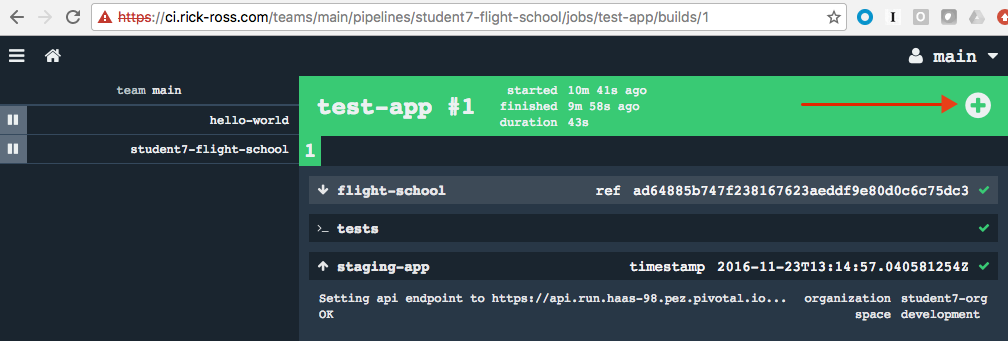 https://ci.rick-ross.com/teams/main/pipelines/student7-flight-school/jobs/test-app/builds/1
main
team main
hello-world
student7-flight-school
test-app #1
started 10m 41s ago
finished 9m 58s ago
duration 43s
1
flight-school ref ad64885b747f238167623aeddf9e80d0c6c75dc3
>_ tests
staging-app timestamp 2016-11-23T13:14:57.040581254Z
Setting api endpoint to https://api.run.haas-98.pez.pivotal.io... organization student7-org
OK space development